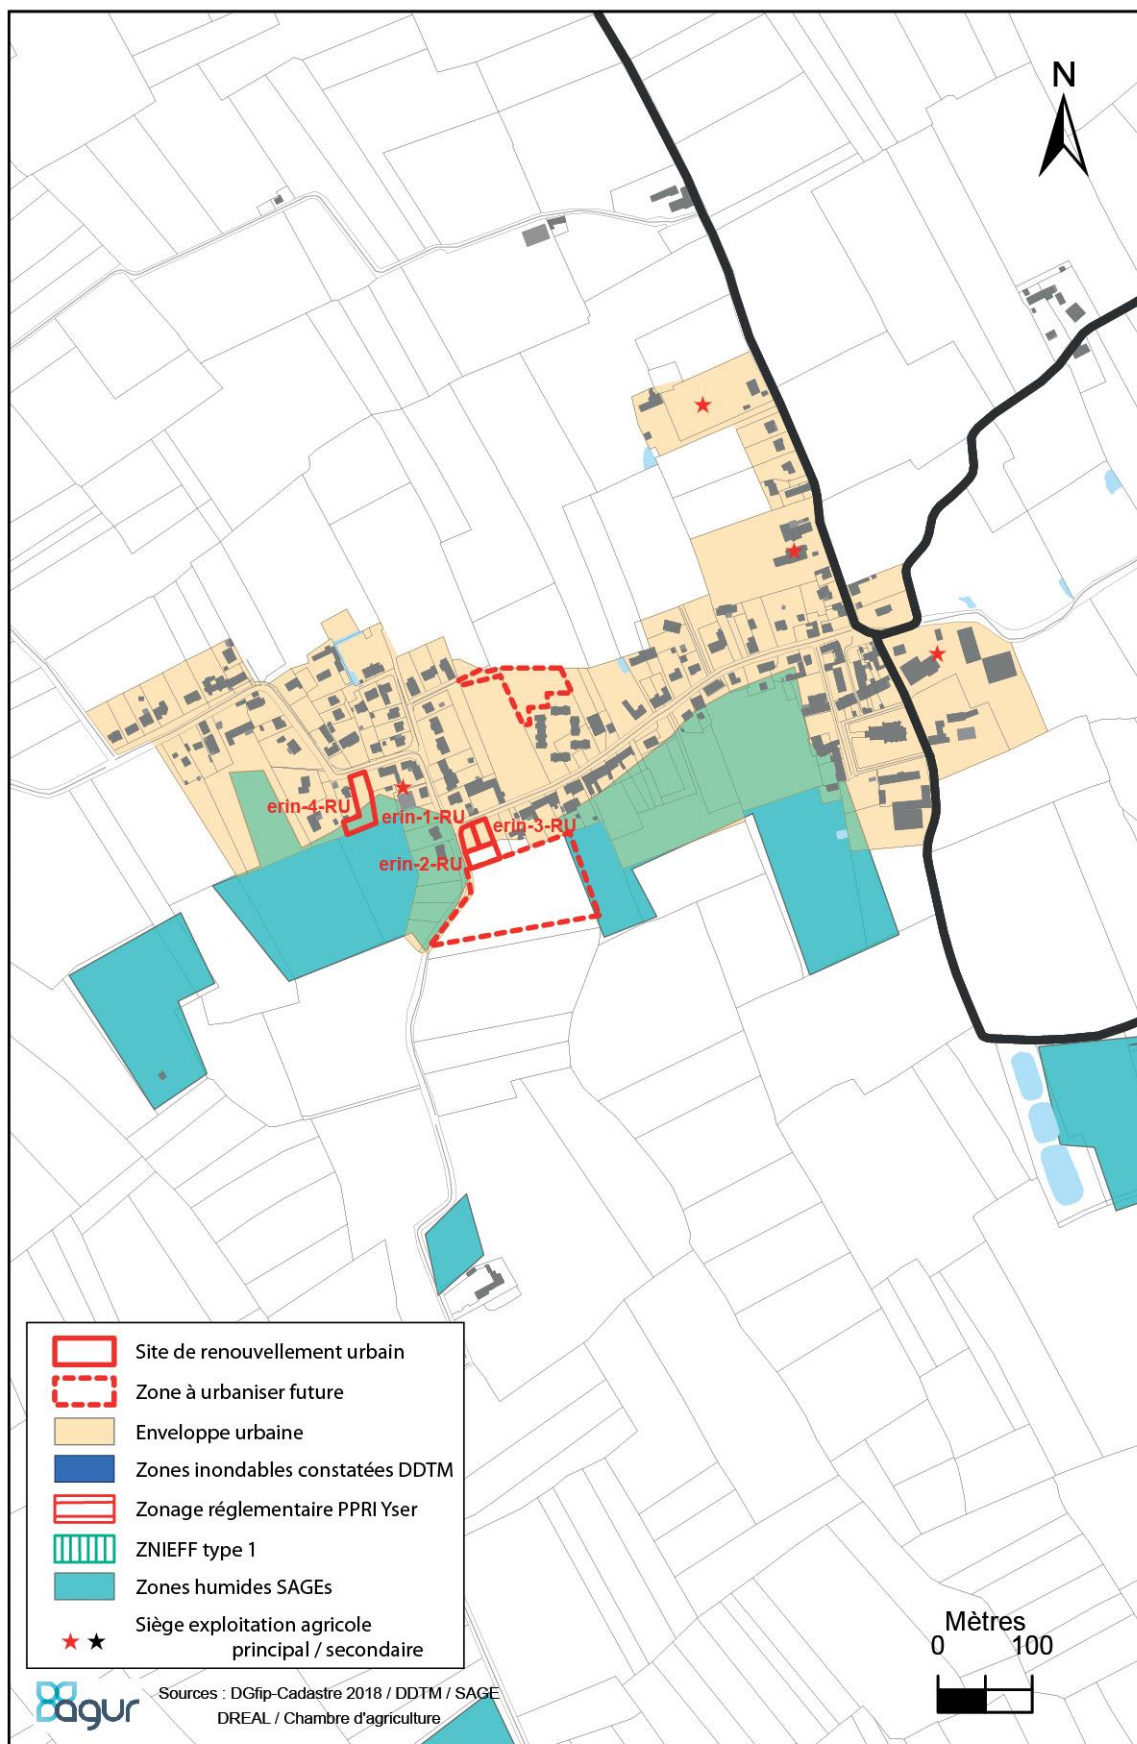 N
erin-4-RU
erin-1-RU
erin-3-RU
erin-2-RU
Site de renouvellement urbain
Zone à urbaniser future
Enveloppe urbaine
Zones inondables constatées DDTM
Zonage réglementaire PPRI Yser
ZNIEFF type 1
Zones humides SAGEs
Siège exploitation agricole
principal / secondaire
Mètres
0 100
agur
Sources : DGfip-Cadastre 2018 / DDTM / SAGE
DREAL / Chambre d'agriculture